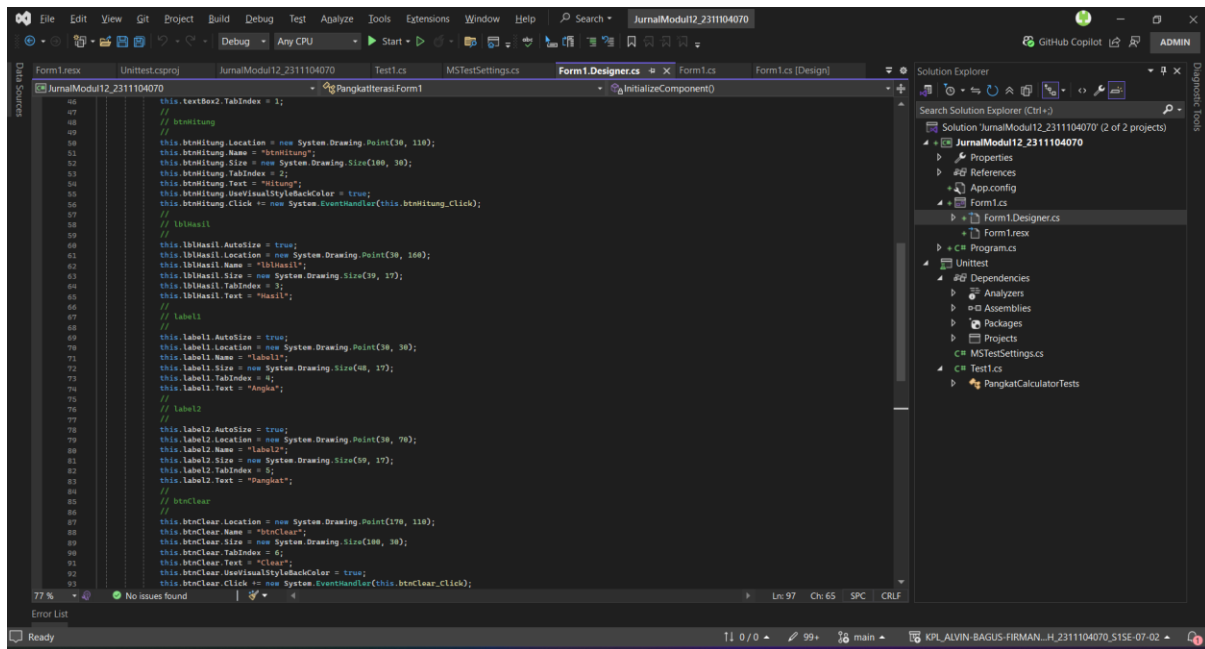 File Edit View Git Project Build Debug Test Analyze Tools Extensions Window Help Search JurnalModul12_2311104070
Debug Any CPU Start GitHub Copilot ADMIN
Form1.resx Unittest.csproj JurnalModul12_2311104070 Test1.cs MSTestSettings.cs Form1.Designer.cs Form1.cs Form1.cs [Design]
JurnalModul12_2311104070 PangkatIterasi.Form1 InitializeComponent()
46 this.textBox2.TabIndex = 1;
47 //
48 // btnHitung
49 //
50 this.btnHitung.Location = new System.Drawing.Point(30, 110);
51 this.btnHitung.Name = "btnHitung";
52 this.btnHitung.Size = new System.Drawing.Size(100, 30);
53 this.btnHitung.TabIndex = 2;
54 this.btnHitung.Text = "Hitung";
55 this.btnHitung.UseVisualStyleBackColor = true;
56 this.btnHitung.Click += new System.EventHandler(this.btnHitung_Click);
57 //
58 // lblHasil
59 //
60 this.lblHasil.AutoSize = true;
61 this.lblHasil.Location = new System.Drawing.Point(30, 160);
62 this.lblHasil.Name = "lblHasil";
63 this.lblHasil.Size = new System.Drawing.Size(39, 17);
64 this.lblHasil.TabIndex = 3;
65 this.lblHasil.Text = "Hasil";
66 //
67 // label1
68 //
69 this.label1.AutoSize = true;
70 this.label1.Location = new System.Drawing.Point(30, 30);
71 this.label1.Name = "label1";
72 this.label1.Size = new System.Drawing.Size(48, 17);
73 this.label1.TabIndex = 4;
74 this.label1.Text = "Angka";
75 //
76 // label2
77 //
78 this.label2.AutoSize = true;
79 this.label2.Location = new System.Drawing.Point(30, 70);
80 this.label2.Name = "label2";
81 this.label2.Size = new System.Drawing.Size(59, 17);
82 this.label2.TabIndex = 5;
83 this.label2.Text = "Pangkat";
84 //
85 // btnClear
86 //
87 this.btnClear.Location = new System.Drawing.Point(170, 110);
88 this.btnClear.Name = "btnClear";
89 this.btnClear.Size = new System.Drawing.Size(100, 30);
90 this.btnClear.TabIndex = 6;
91 this.btnClear.Text = "Clear";
92 this.btnClear.UseVisualStyleBackColor = true;
93 this.btnClear.Click += new System.EventHandler(this.btnClear_Click);
77 % No issues found Ln: 97 Ch: 65 SPC CRLF
Data Sources
Solution Explorer
Search Solution Explorer (Ctrl+;)
Solution 'JurnalModul12_2311104070' (2 of 2 projects)
JurnalModul12_2311104070
Properties
References
App.config
Form1.cs
Form1.Designer.cs
Form1.resx
C# Program.cs
Unittest
Dependencies
Analyzers
Assemblies
Packages
Projects
C# MSTestSettings.cs
C# Test1.cs
PangkatCalculatorTests
Diagnostic Tools
Error List
Ready 0 / 0 99+ main KPL_ALVIN-BAGUS-FIRMAN...H_2311104070_S1SE-07-02